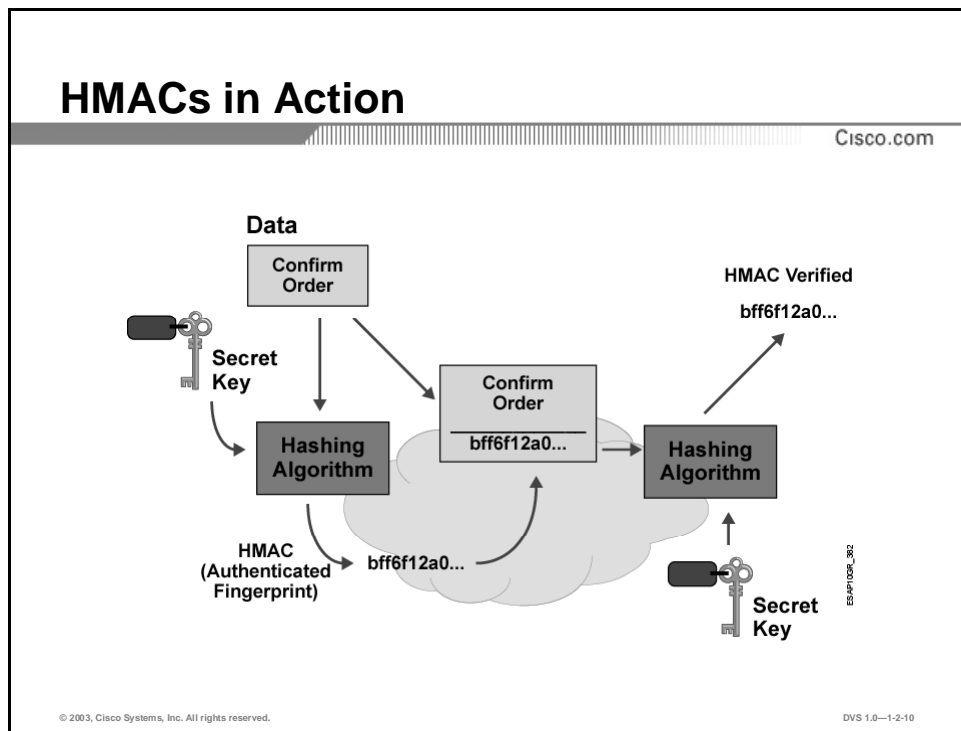 HMACs in Action
Cisco.com
Data
Confirm
Order
Secret
Key
Hashing
Algorithm
HMAC
(Authenticated
Fingerprint)
bff6f12a0...
Confirm
Order
bff6f12a0...
Hashing
Algorithm
HMAC Verified
bff6f12a0...
Secret
Key
ESAP10GR_382
© 2003, Cisco Systems, Inc. All rights reserved.
DVS 1.0—1-2-10